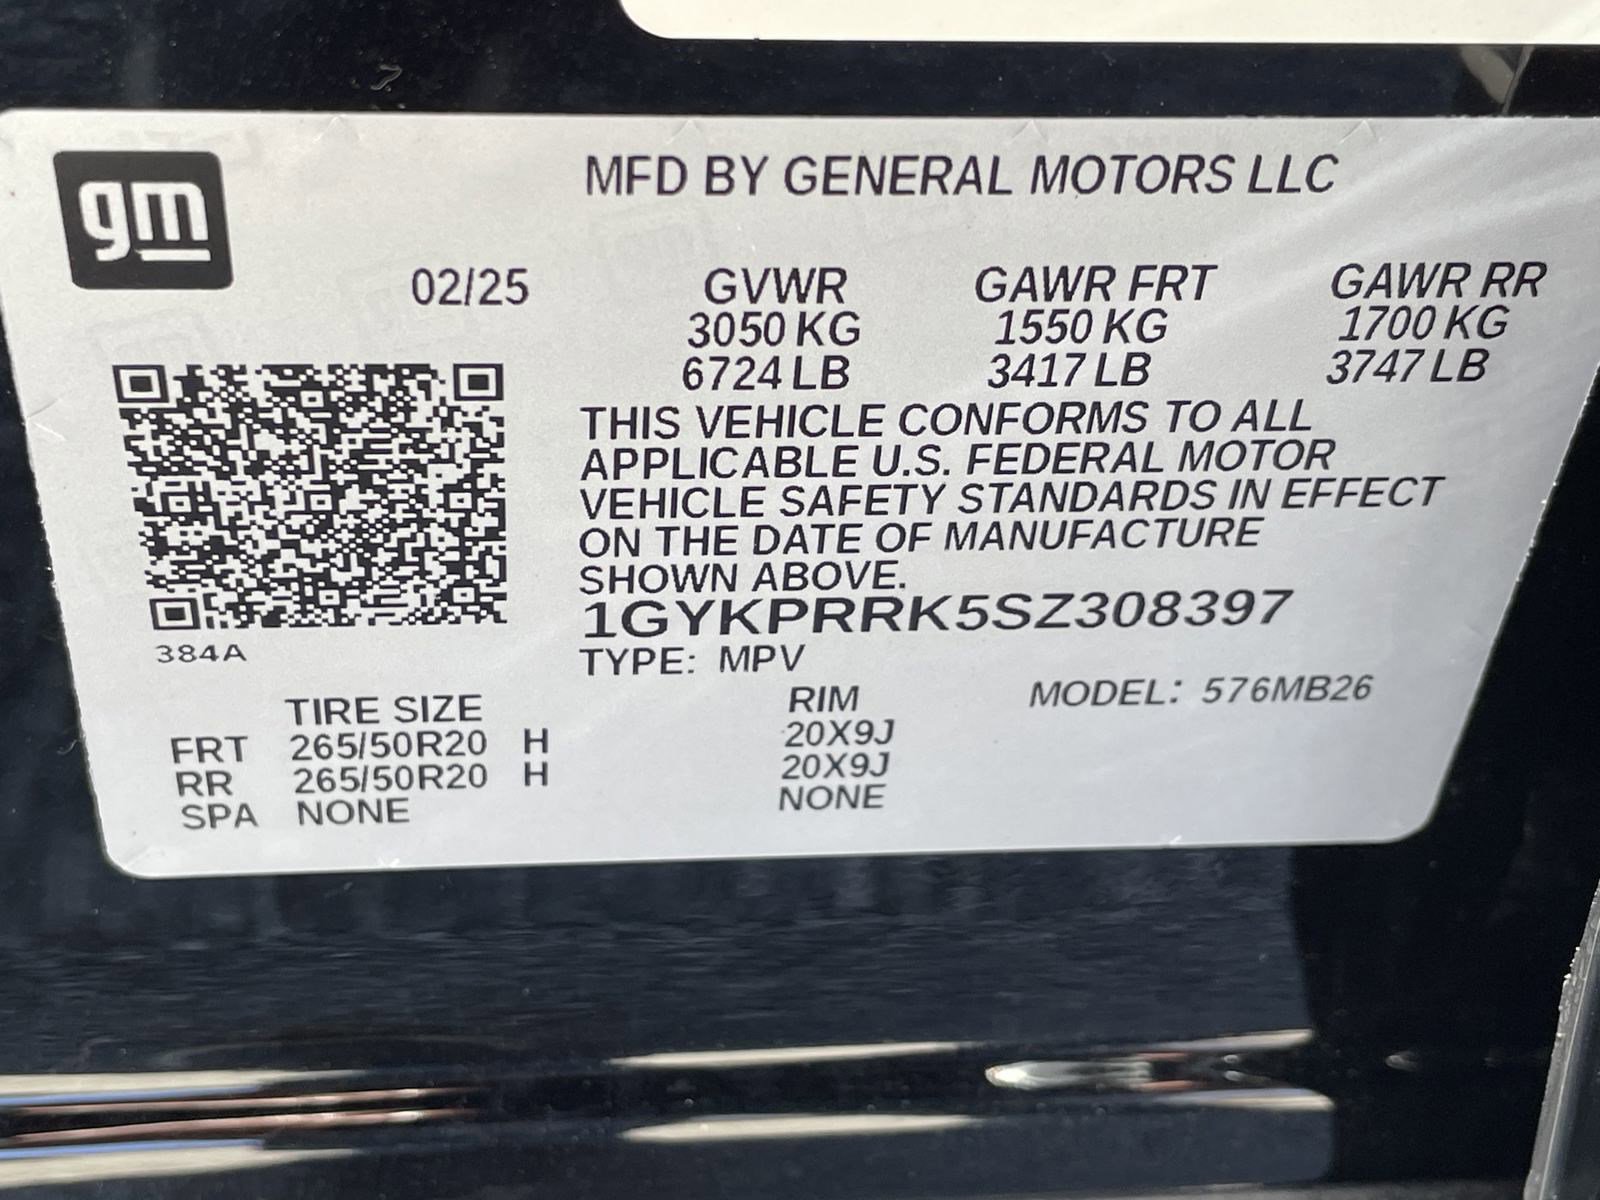 gm
MFD BY GENERAL MOTORS LLC
02/25 GVWR GAWR FRT GAWR RR
3050 KG 1550 KG 1700 KG
6724 LB 3417 LB 3747 LB
THIS VEHICLE CONFORMS TO ALL
APPLICABLE U.S. FEDERAL MOTOR
VEHICLE SAFETY STANDARDS IN EFFECT
ON THE DATE OF MANUFACTURE
SHOWN ABOVE.
1GYKPRRK5SZ308397
384A
TYPE: MPV
TIRE SIZE RIM MODEL: 576MB26
FRT 265/50R20 H 20X9J
RR 265/50R20 H 20X9J
SPA NONE NONE